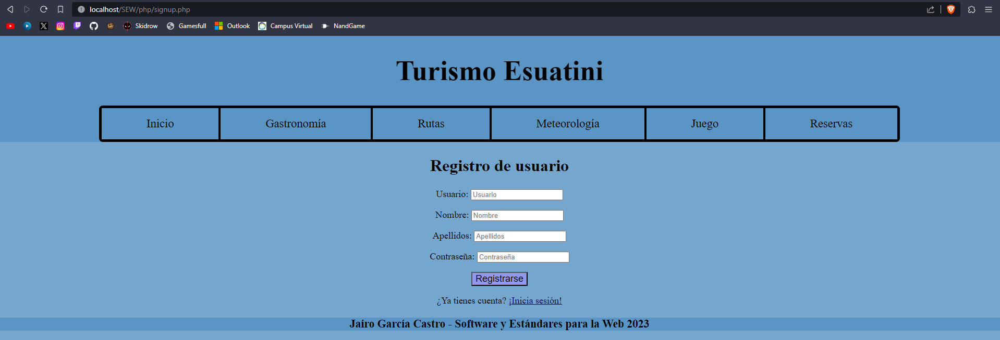 localhost/SEW/php/signup.php
Skidrow Gamesfull Outlook Campus Virtual NandGame
Turismo Esuatini
Inicio Gastronomía Rutas Meteorología Juego Reservas
Registro de usuario
Usuario: Usuario
Nombre: Nombre
Apellidos: Apellidos
Contraseña: Contraseña
Registrarse
¿Ya tienes cuenta? ¡Inicia sesión!
Jairo García Castro - Software y Estándares para la Web 2023